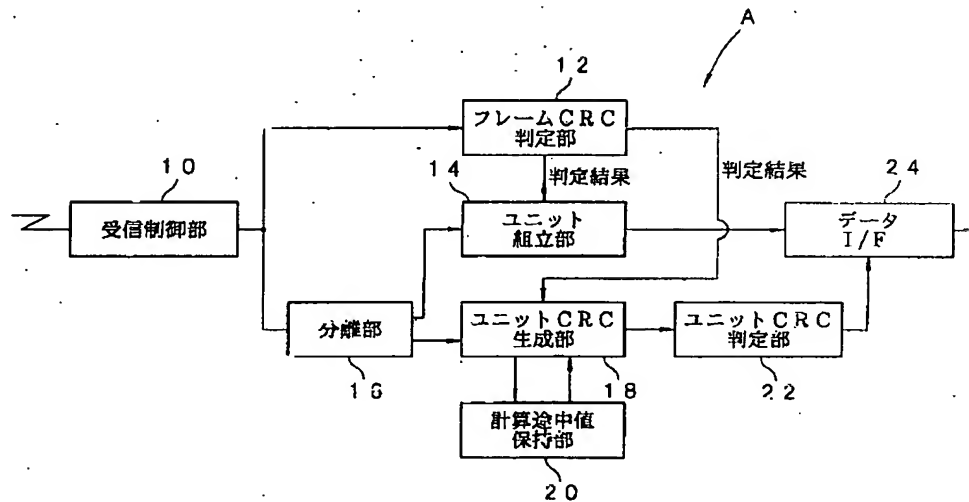 A
12
フレームCRC
判定部
10
受信制御部
14
判定結果
判定結果
24
ユニット
組立部
データ
I/F
分離部
16
ユニットCRC
生成部
18
ユニットCRC
判定部
22
計算途中値
保持部
20